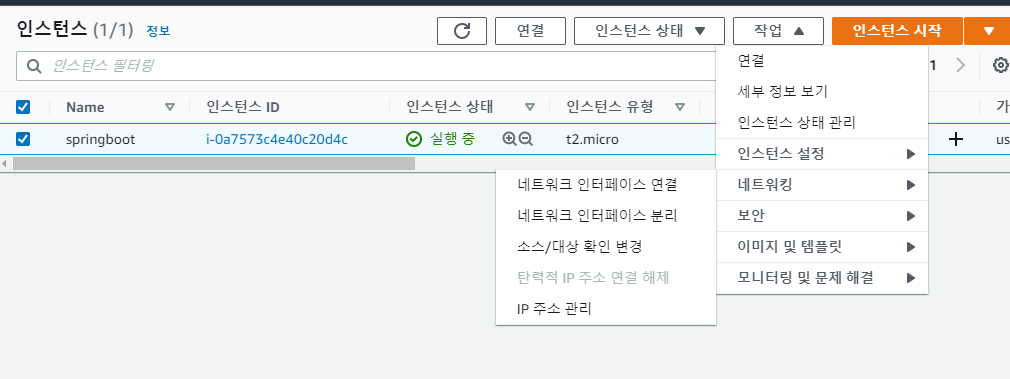 인스턴스 (1/1) 정보 연결 인스턴스 상태 작업 인스턴스 시작
연결
인스턴스 필터링 1
세부 정보 보기
Name 인스턴스 ID 인스턴스 상태 인스턴스 유형
인스턴스 상태 관리
springboot i-0a7573c4e40c20d4c 실행 중 t2.micro us
인스턴스 설정
네트워킹
보안
이미지 및 템플릿
모니터링 및 문제 해결
네트워크 인터페이스 연결
네트워크 인터페이스 분리
소스/대상 확인 변경
탄력적 IP 주소 연결 해제
IP 주소 관리